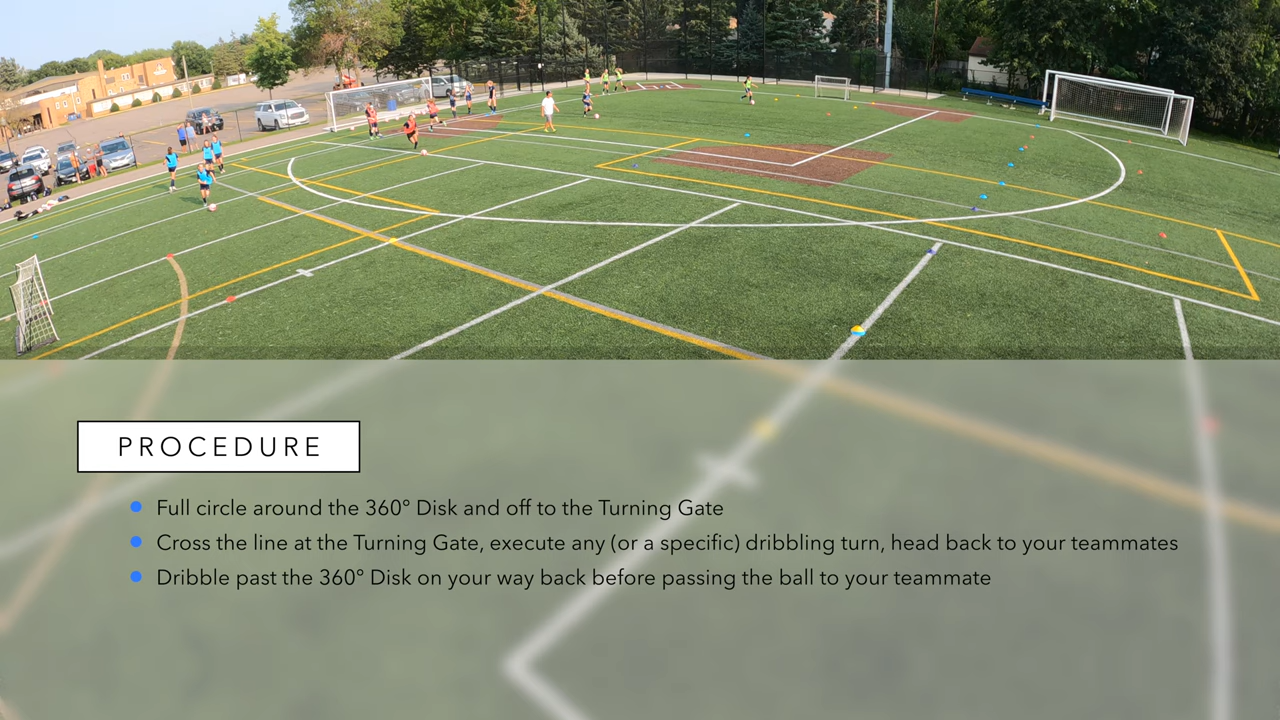 PROCEDURE
Full circle around the 360° Disk and off to the Turning Gate
Cross the line at the Turning Gate, execute any (or a specific) dribbling turn, head back to your teammates
Dribble past the 360° Disk on your way back before passing the ball to your teammate